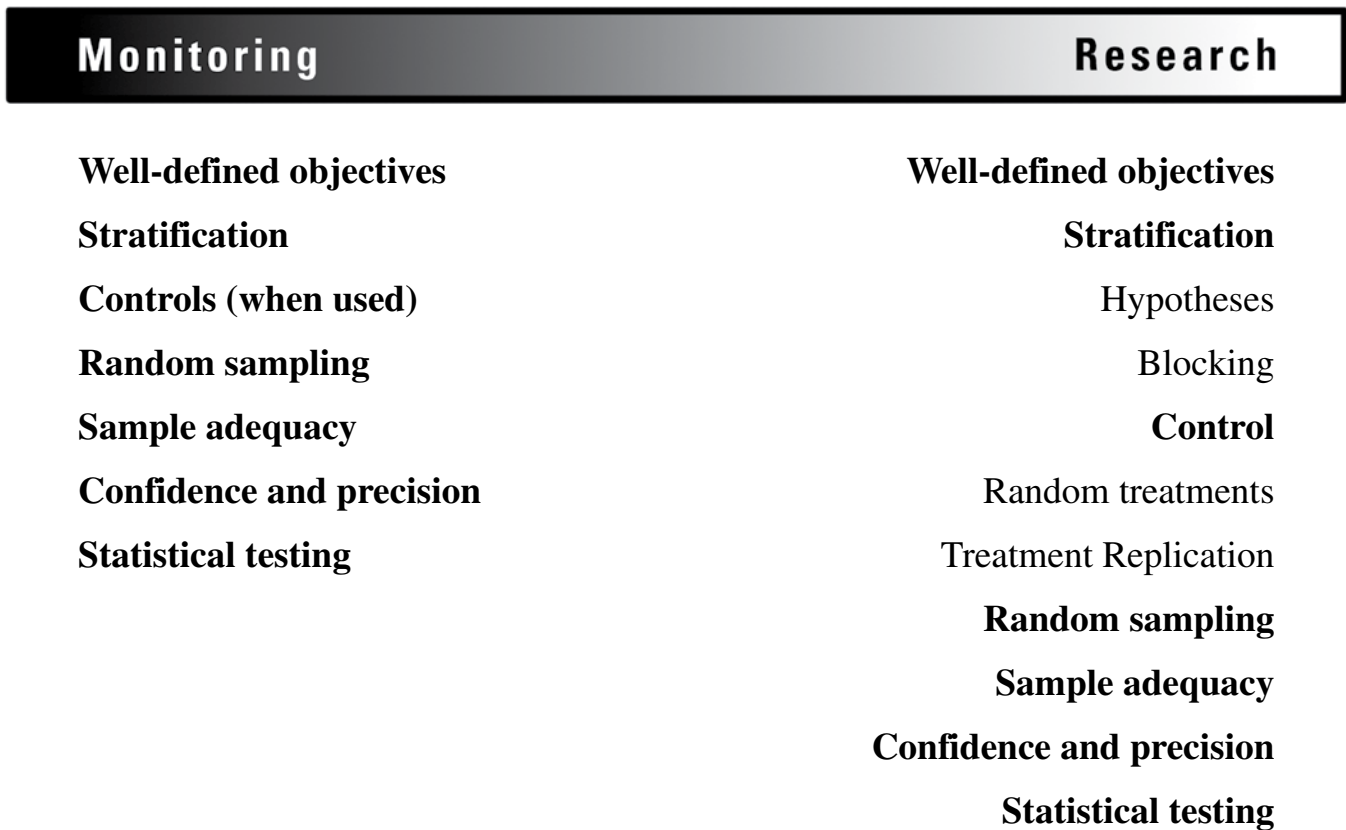 Monitoring Research
Well-defined objectives
Stratification
Controls (when used)
Random sampling
Sample adequacy
Confidence and precision
Statistical testing
Well-defined objectives
Stratification
Hypotheses
Blocking
Control
Random treatments
Treatment Replication
Random sampling
Sample adequacy
Confidence and precision
Statistical testing